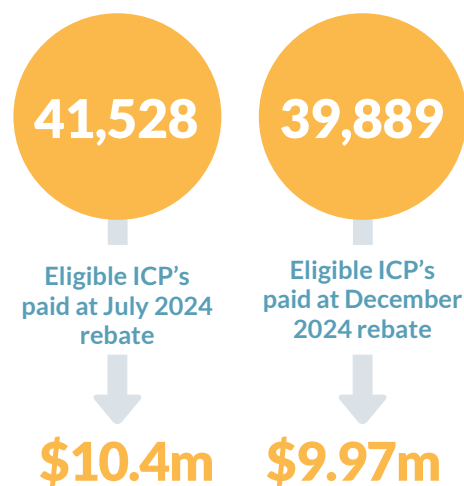 41,528
Eligible ICP's
paid at July 2024
rebate
$10.4m
39,889
Eligible ICP's
paid at December
2024 rebate
$9.97m